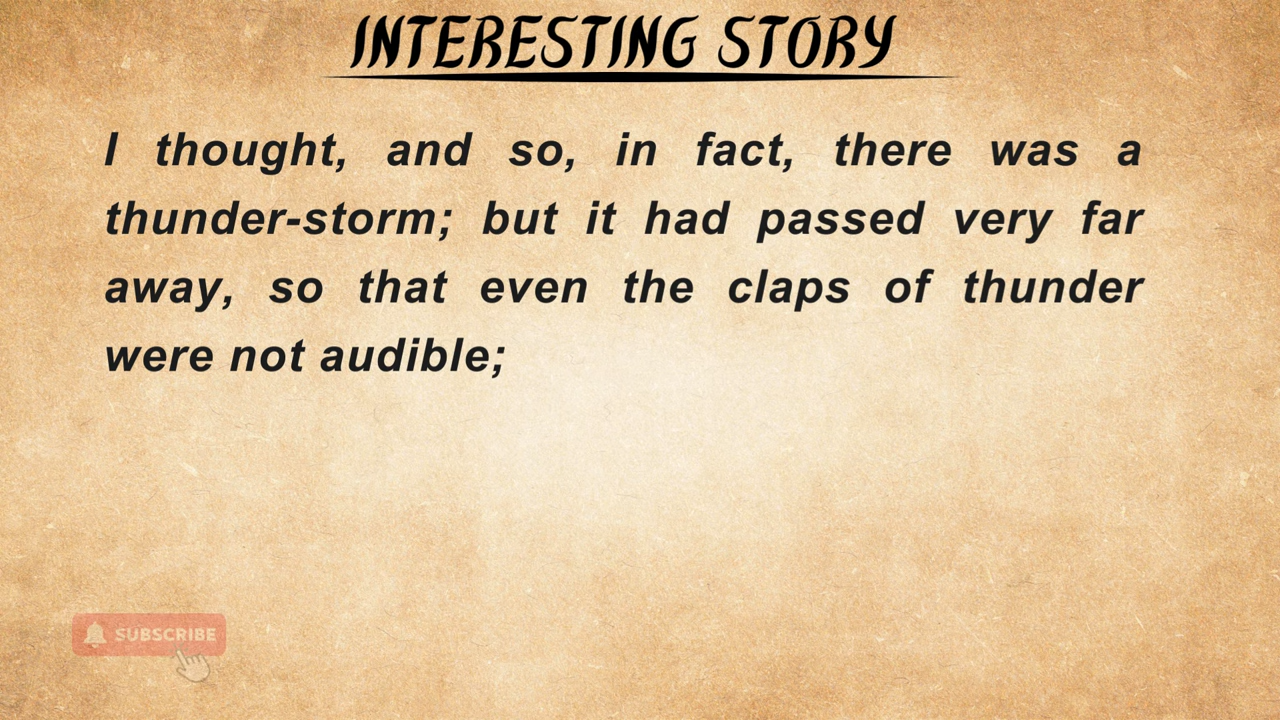 INTERESTING STORY
I thought, and so, in fact, there was a
thunder-storm; but it had passed very far
away, so that even the claps of thunder
were not audible;
SUBSCRIBE